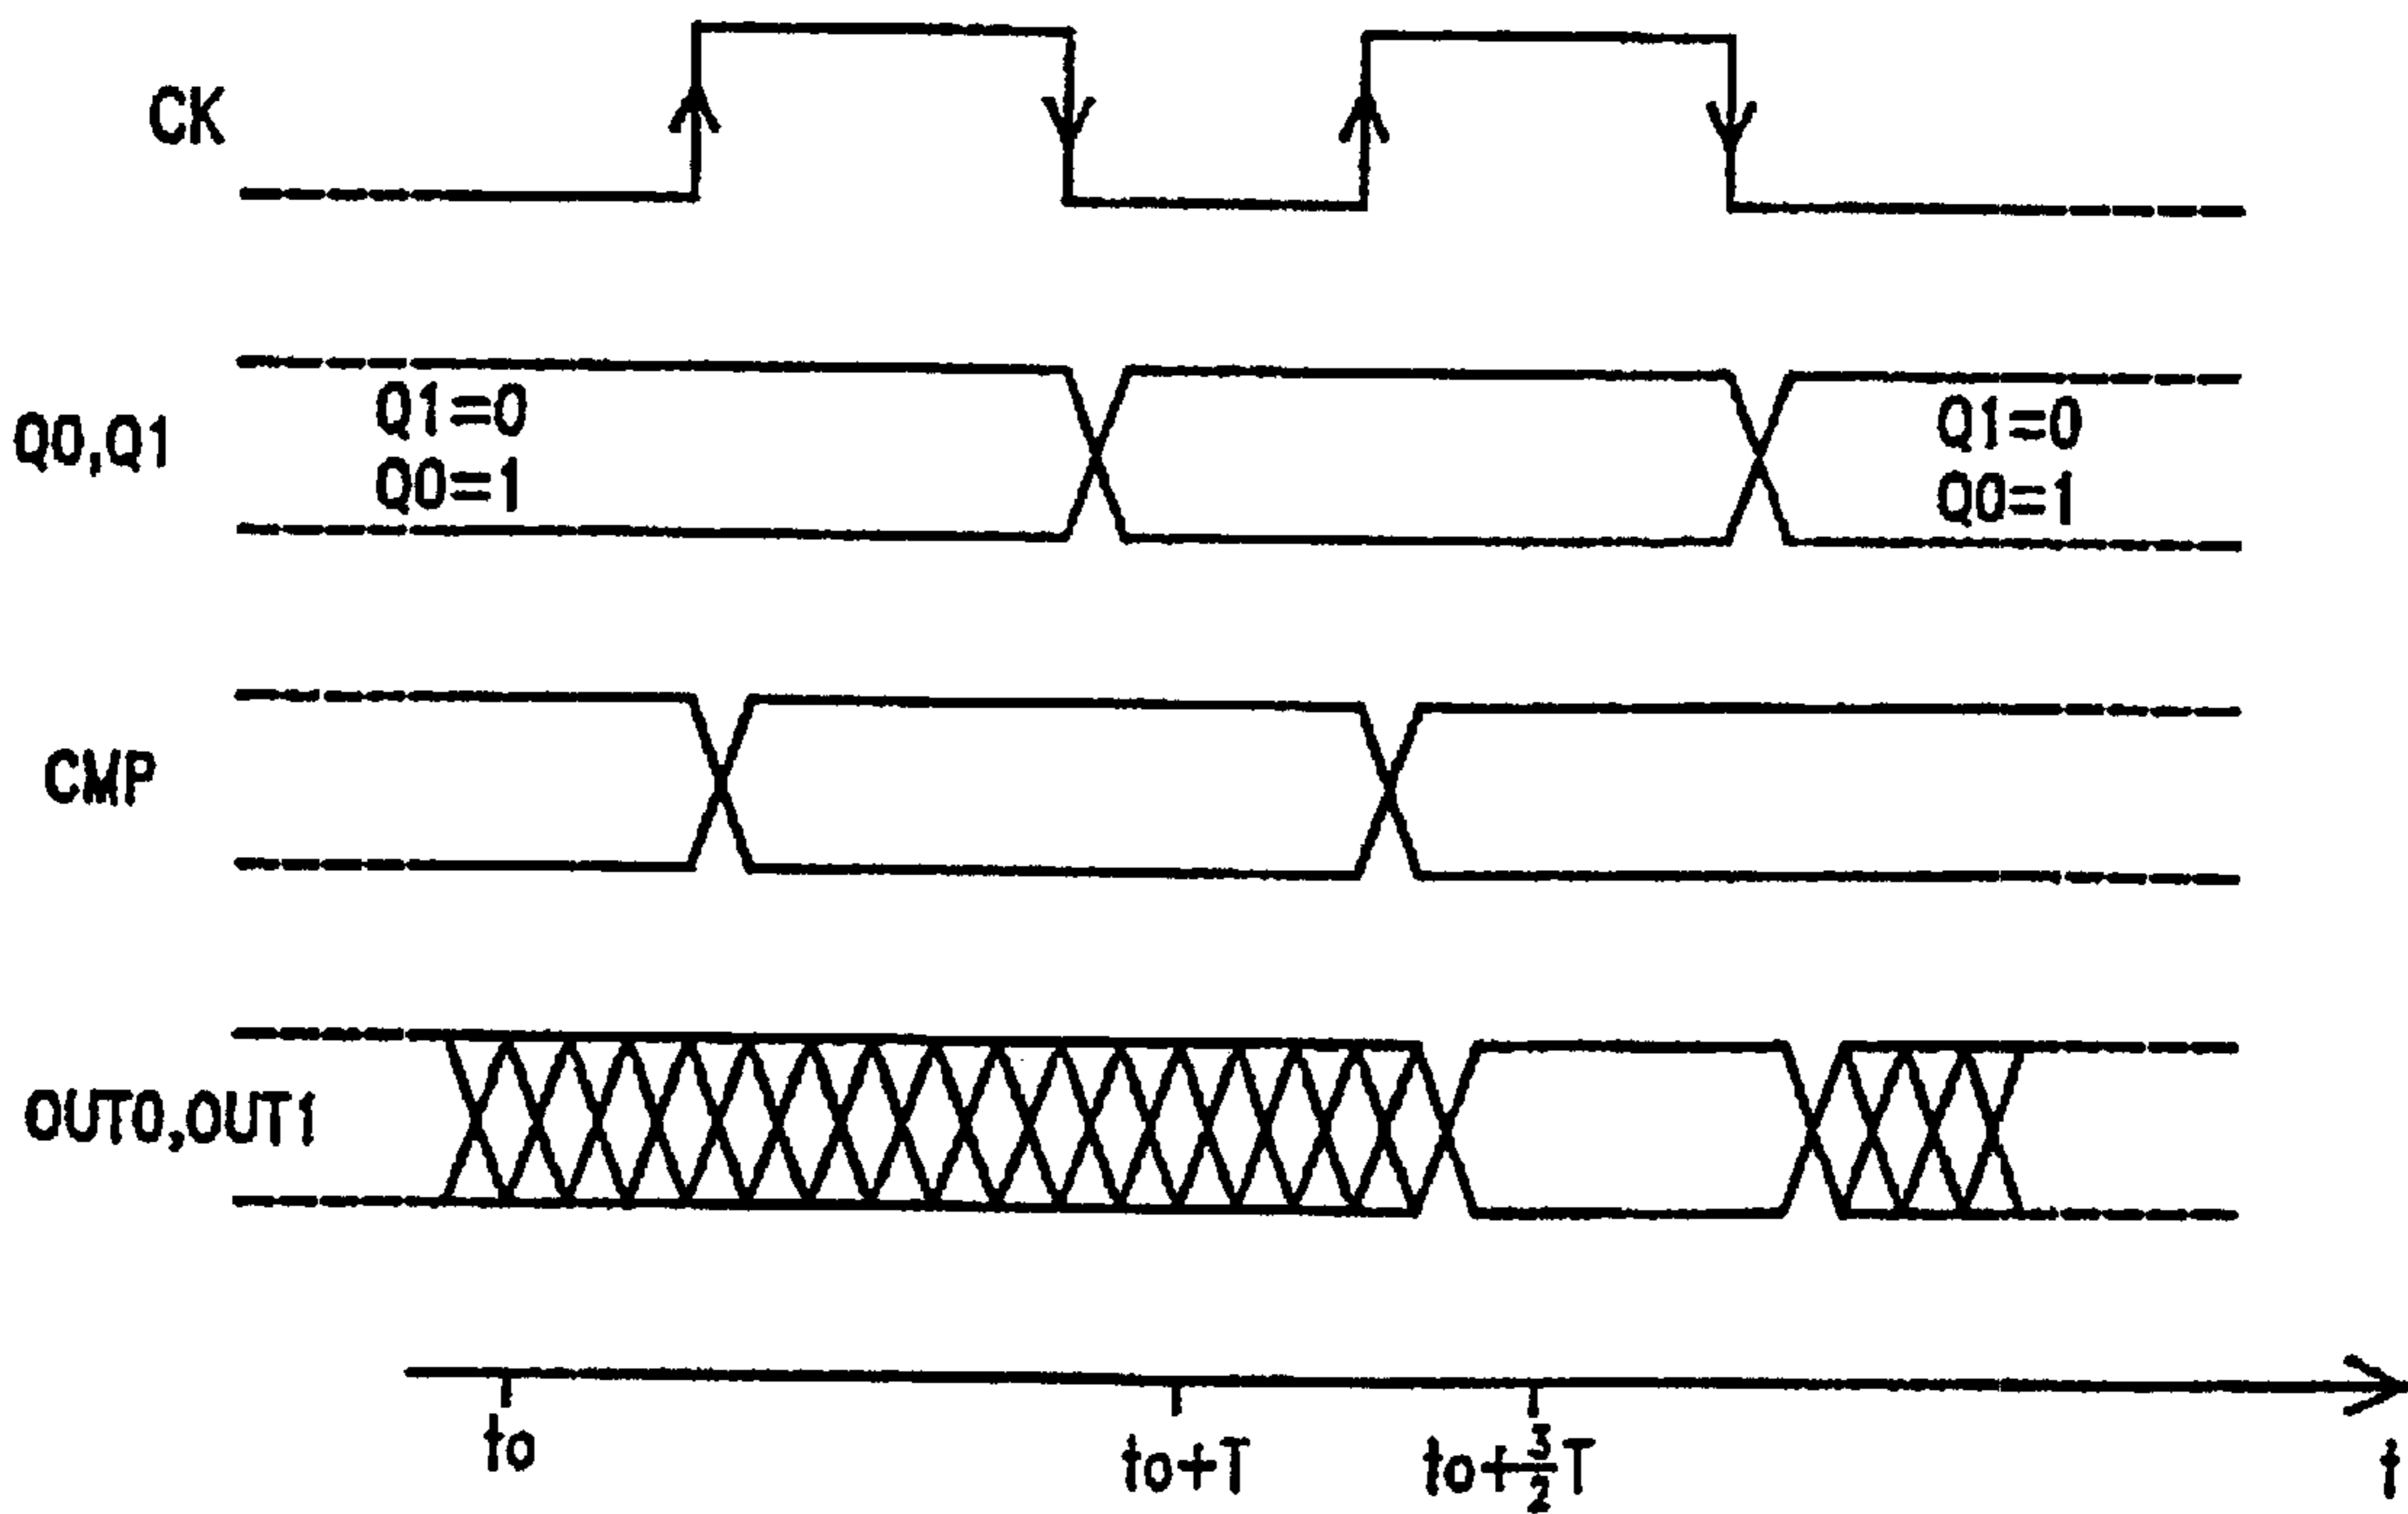 CK
Q0,Q1
Q1=0
Q0=1
Q1=0
Q0=1
CMP
OUT0,OUT1
to
to+T
to+3/2T
t